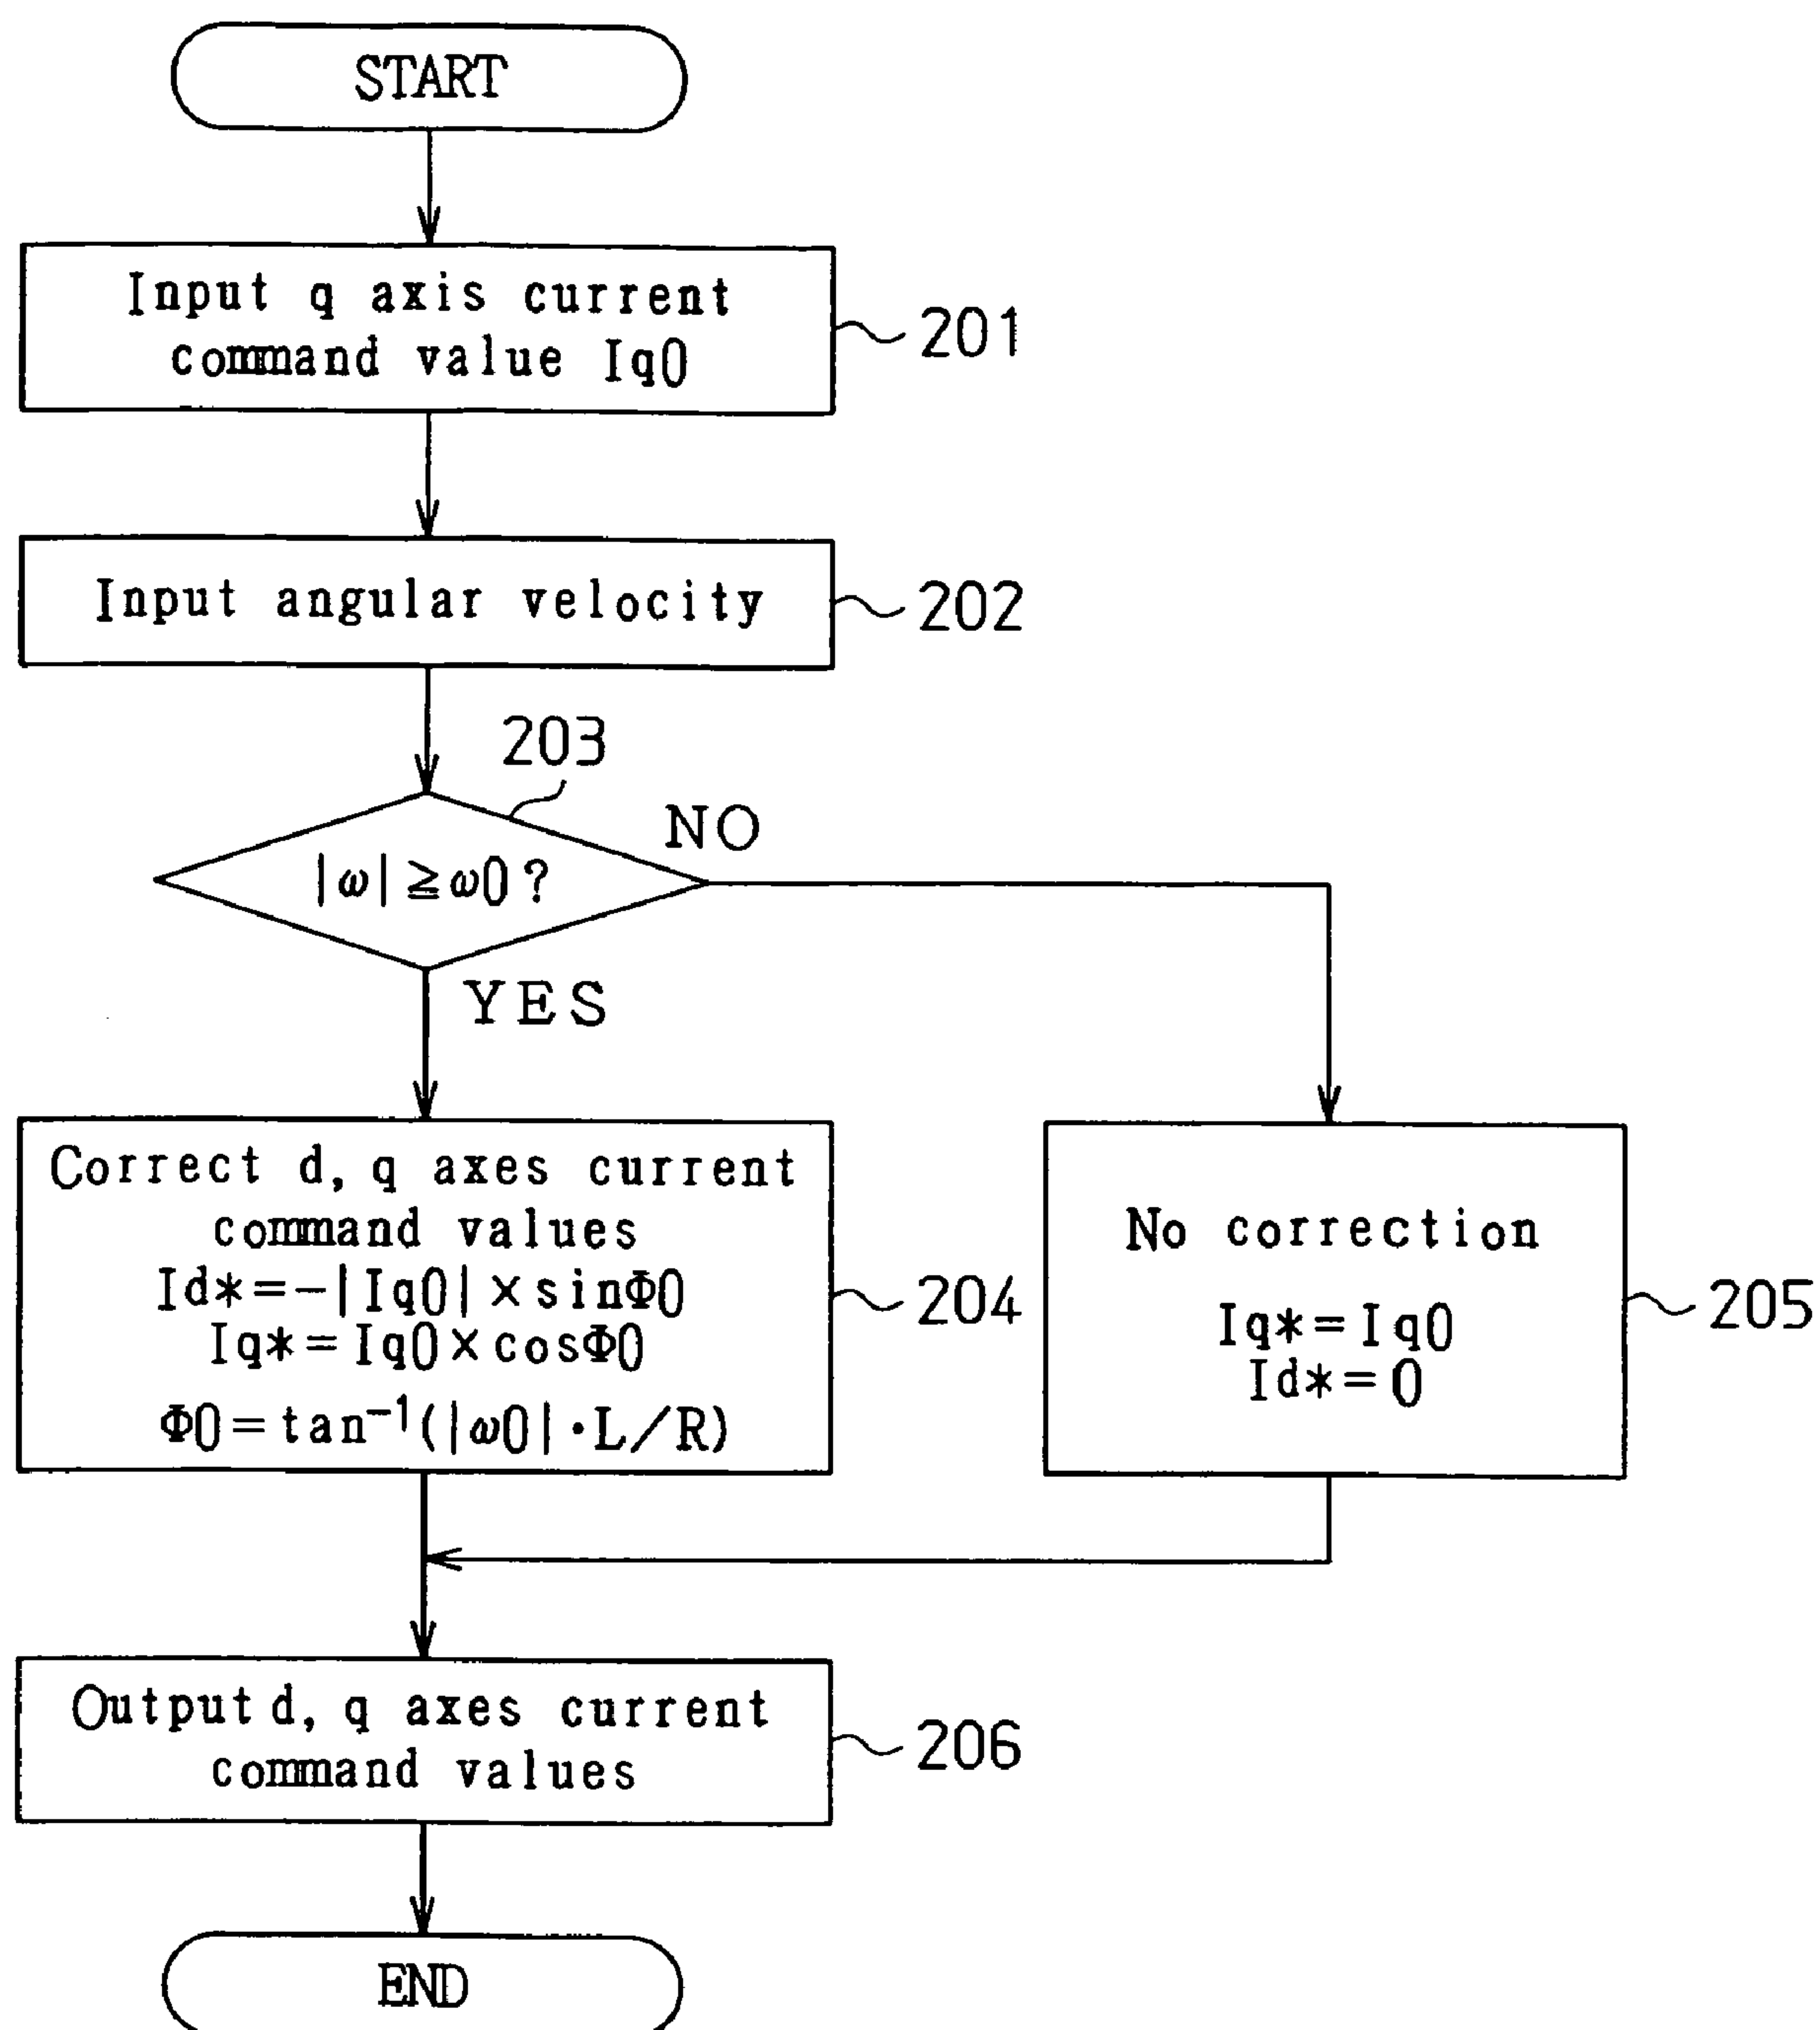 START
Input q axis current
command value Iq0
201
Input angular velocity
202
203
|ω|≧ω0?
NO
YES
Correct d, q axes current
command values
Id*=-|Iq0|×sinΦ0
Iq*=Iq0×cosΦ0
Φ0=tan⁻¹(|ω0|·L/R)
204
No correction
Iq*=Iq0
Id*=0
205
Output d, q axes current
command values
206
END